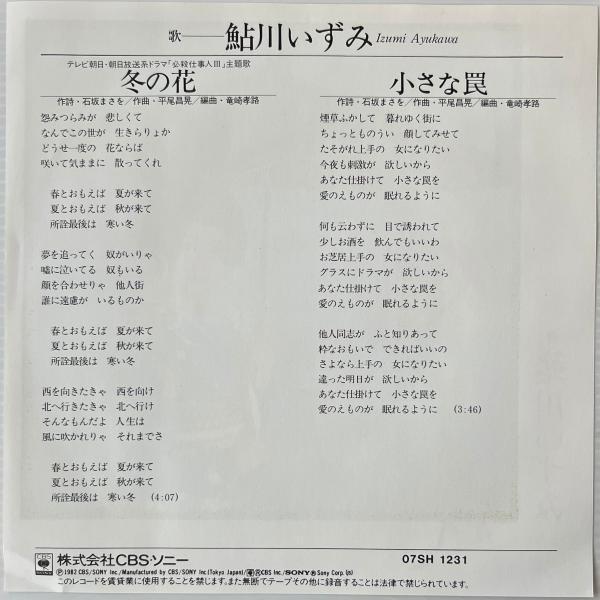 歌──鮎川いずみ Izumi Ayukawa
テレビ朝日・朝日放送系ドラマ「必殺仕事人III」主題歌
冬の花
作詩・石坂まさを/作曲・平尾昌晃/編曲・竜崎孝路
怨みつらみが 悲しくて
なんでこの世が 生きらりょか
どうせ一度の 花ならば
咲いて気ままに 散ってくれ
春とおもえば 夏が来て
夏とおもえば 秋が来て
所詮最後は 寒い冬
夢を追ってく 奴がいりゃ
嘘に泣いてる 奴もいる
顔を合わせりゃ 他人街
誰に遠慮が いるものか
春とおもえば 夏が来て
夏とおもえば 秋が来て
所詮最後は 寒い冬
西を向きたきゃ 西を向け
北へ行きたきゃ 北へ行け
そんなもんだよ 人生は
風に吹かれりゃ それまでさ
春とおもえば 夏が来て
夏とおもえば 秋が来て
所詮最後は 寒い冬 (4:07)
小さな罠
作詩・石坂まさを/作曲・平尾昌晃/編曲・竜崎孝路
煙草ふかして 暮れゆく街に
ちょっとものうい 顔してみせて
たそがれ上手の 女になりたい
今夜も刺激が 欲しいから
あなた仕掛けて 小さな罠を
愛のえものが 眠れるように
何も云わずに 目で誘われて
少しお酒を 飲んでもいいわ
お芝居上手の 女になりたい
グラスにドラマが 欲しいから
あなた仕掛けて 小さな罠を
愛のえものが 眠れるように
他人同志が ふと知りあって
粋なおもいで できればいいの
さよなら上手の 女になりたい
違った明日が 欲しいから
あなた仕掛けて 小さな罠を
愛のえものが 眠れるように (3:46)
CBS 株式会社CBS・ソニー 07SH 1231
Ⓟ1982 CBS/SONY Inc./Manufactured by CBS/SONY Inc.(Tokyo Japan)/®CBS Inc./SONY®Sony Corp.
このレコードを賃貸業に使用することを禁じます。また無断でテープその他に録音することは法律で禁じられています。